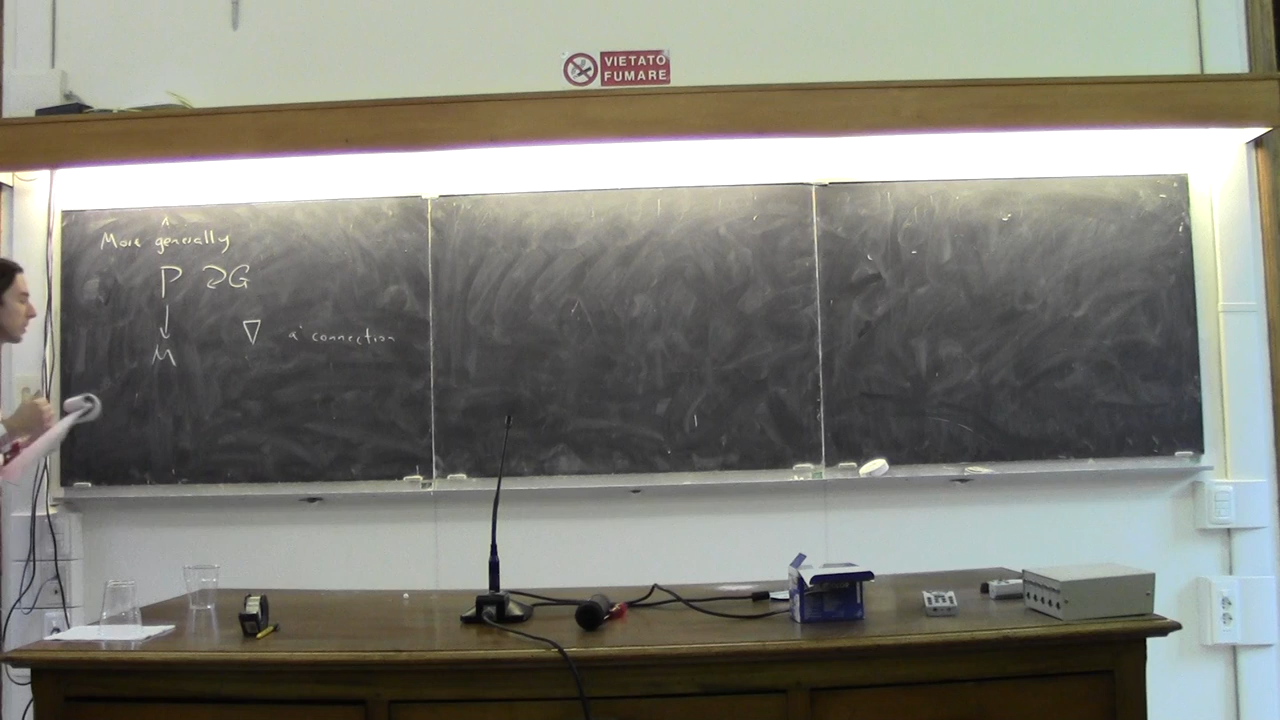 VIETATO
FUMARE
More generally
P ⟲ G
↓
M ∇ a connection